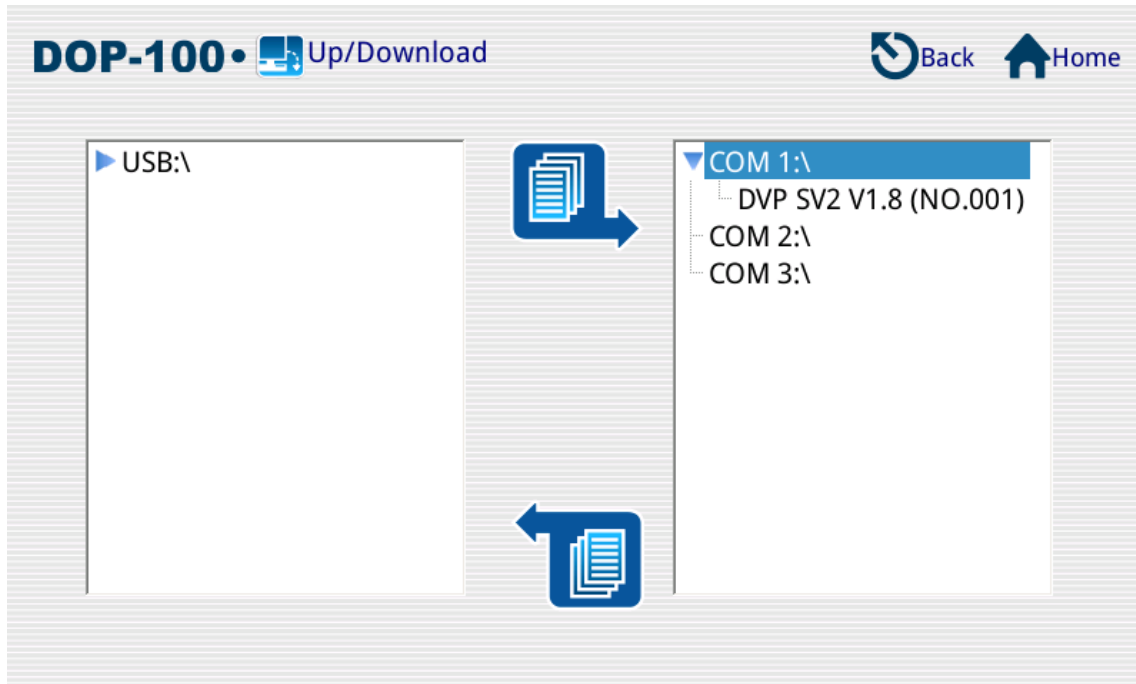 DOP-100 • Up/Download
Back
Home
USB:\
COM 1:\
DVP SV2 V1.8 (NO.001)
COM 2:\
COM 3:\